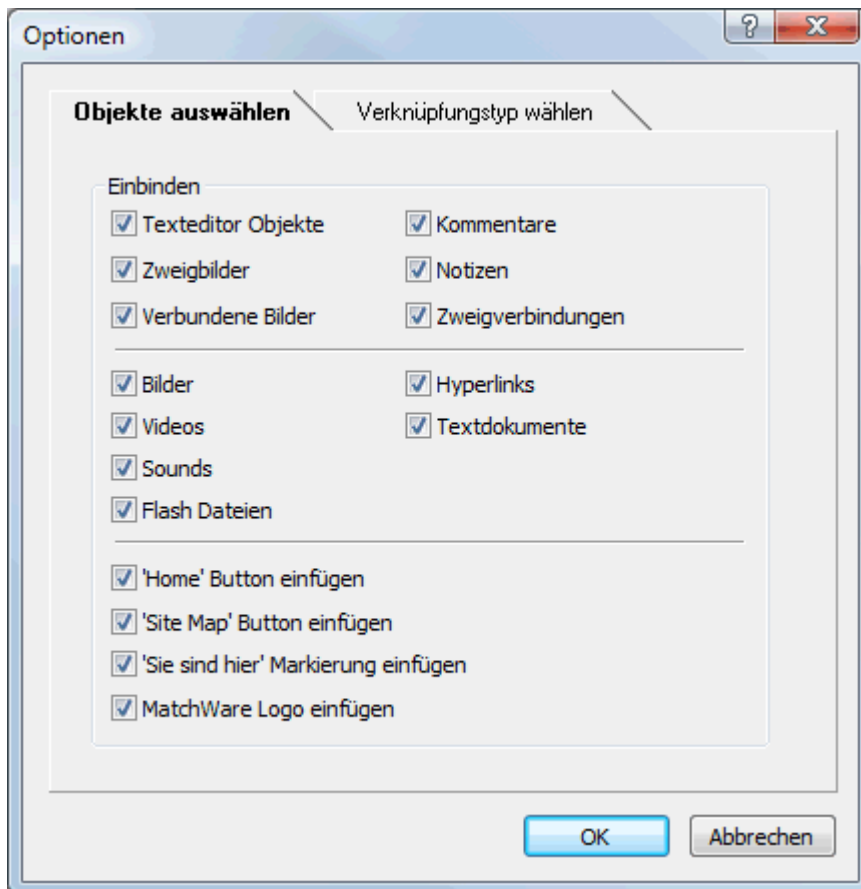 Optionen
Objekte auswählen Verknüpfungstyp wählen
Einbinden
Texteditor Objekte Kommentare
Zweigbilder Notizen
Verbundene Bilder Zweigverbindungen
Bilder Hyperlinks
Videos Textdokumente
Sounds
Flash Dateien
'Home' Button einfügen
'Site Map' Button einfügen
'Sie sind hier' Markierung einfügen
MatchWare Logo einfügen
OK Abbrechen